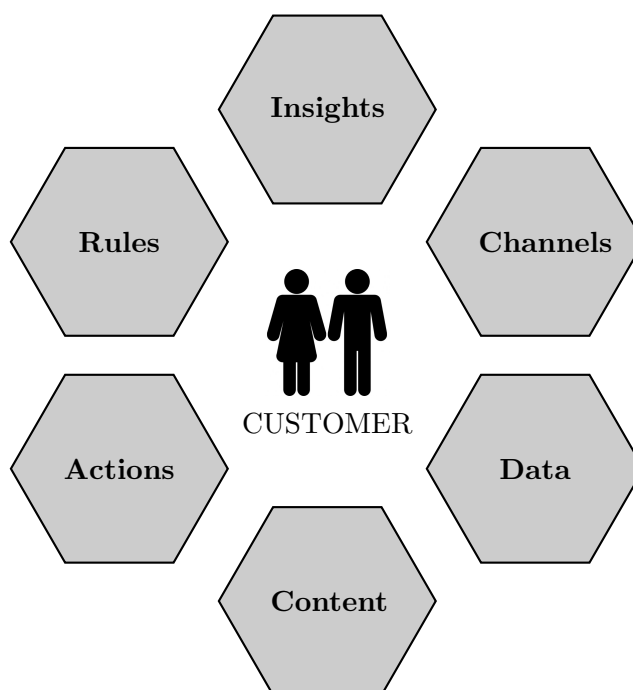 Insights
Rules
Channels
CUSTOMER
Actions
Data
Content